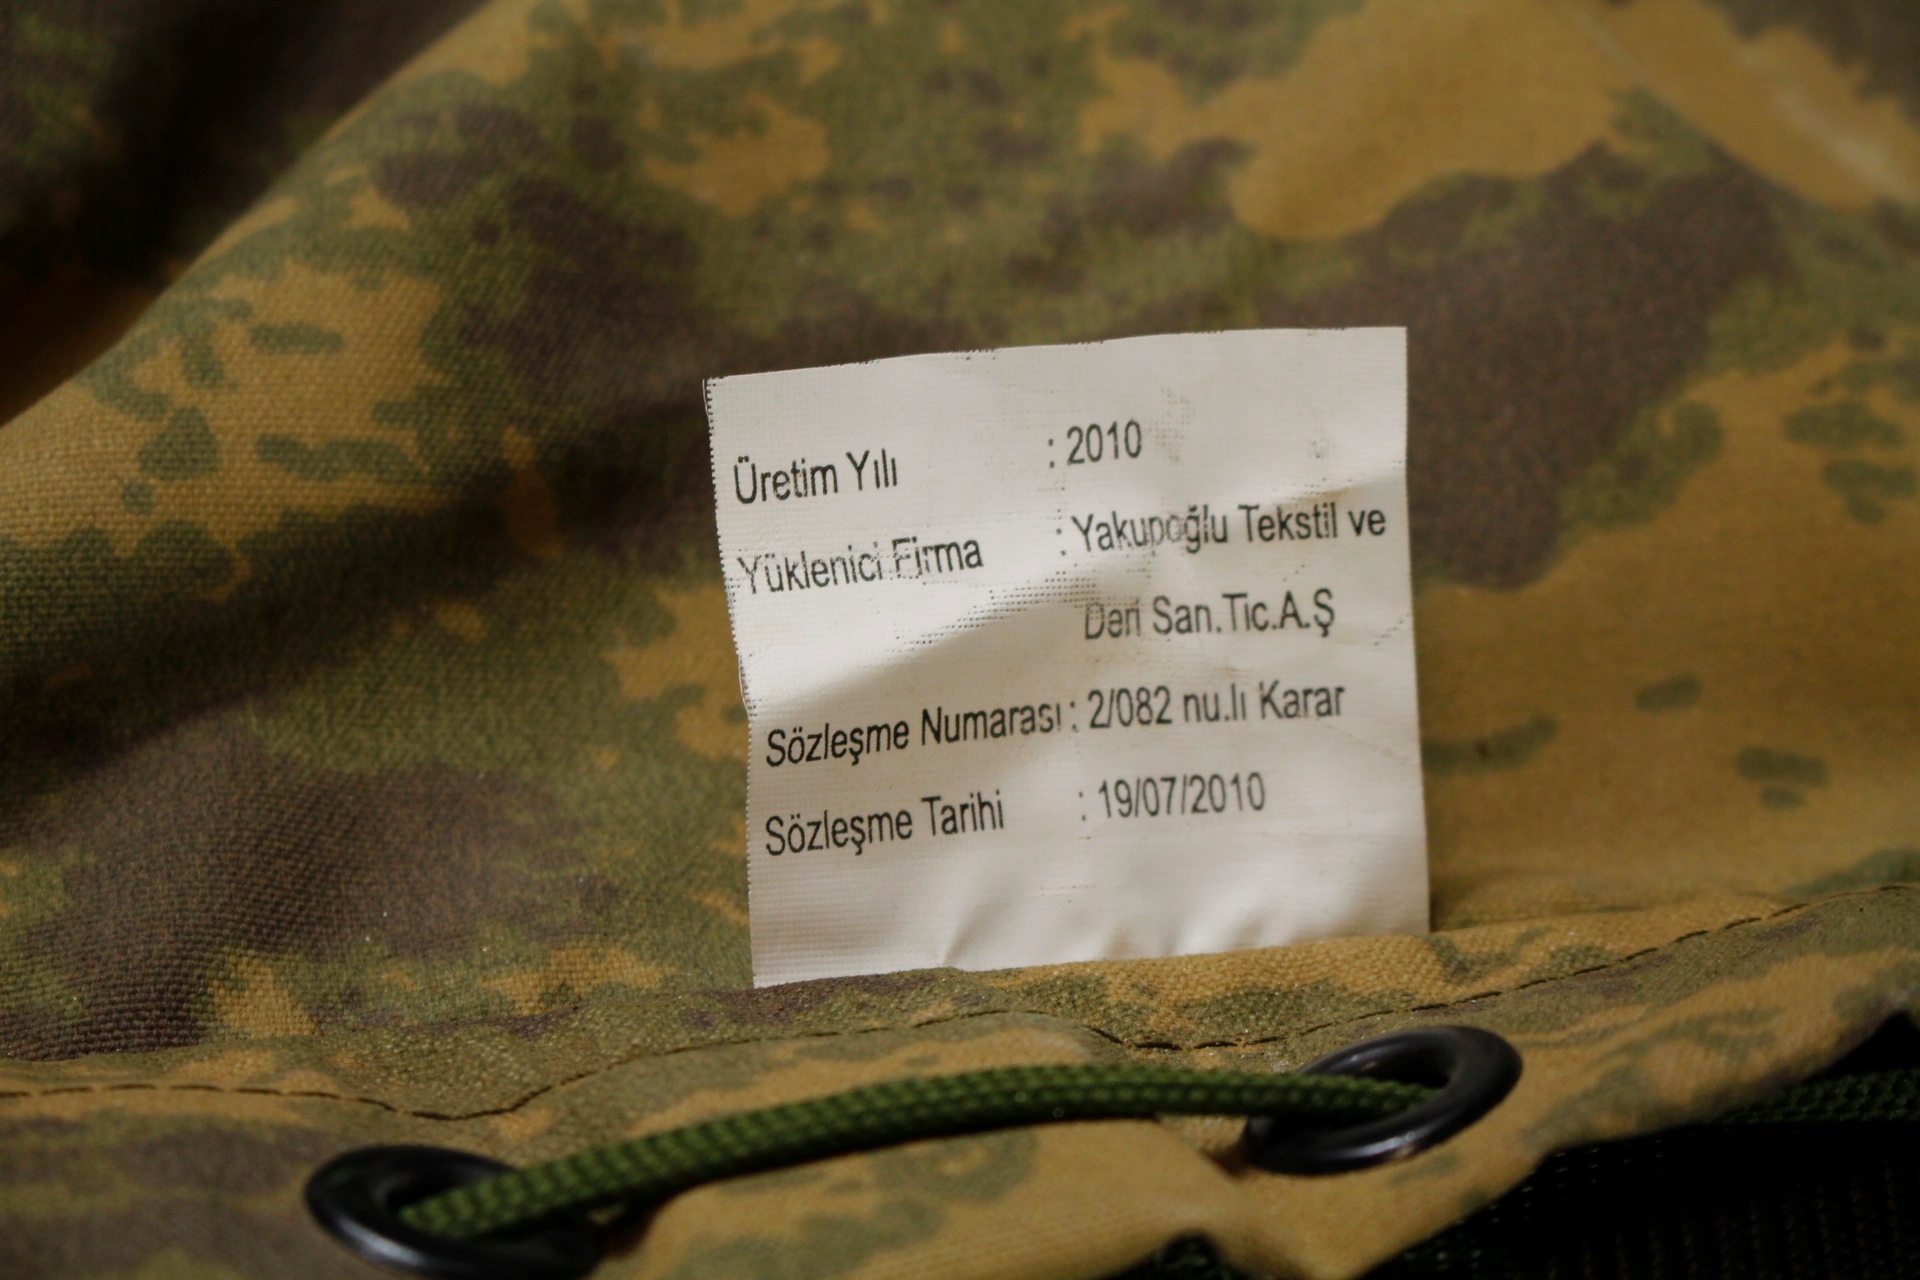 Üretim Yılı : 2010
Yüklenici Firma : Yakupoğlu Tekstil ve
Deri San.Tic.A.Ş
Sözleşme Numarası : 2/082 nu.lı Karar
Sözleşme Tarihi : 19/07/2010